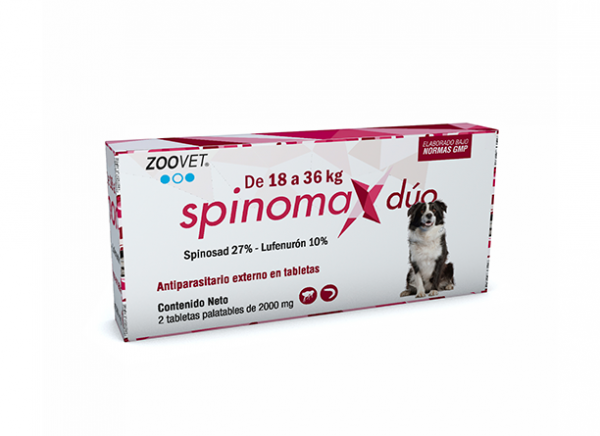 ZOOVET®
ELABORADO BAJO
NORMAS GMP
De 18 a 36 kg
spinomax dúo
Spinosad 27% - Lufenurón 10%
Antiparasitario externo en tabletas
Contenido Neto
2 tabletas palatables de 2000 mg